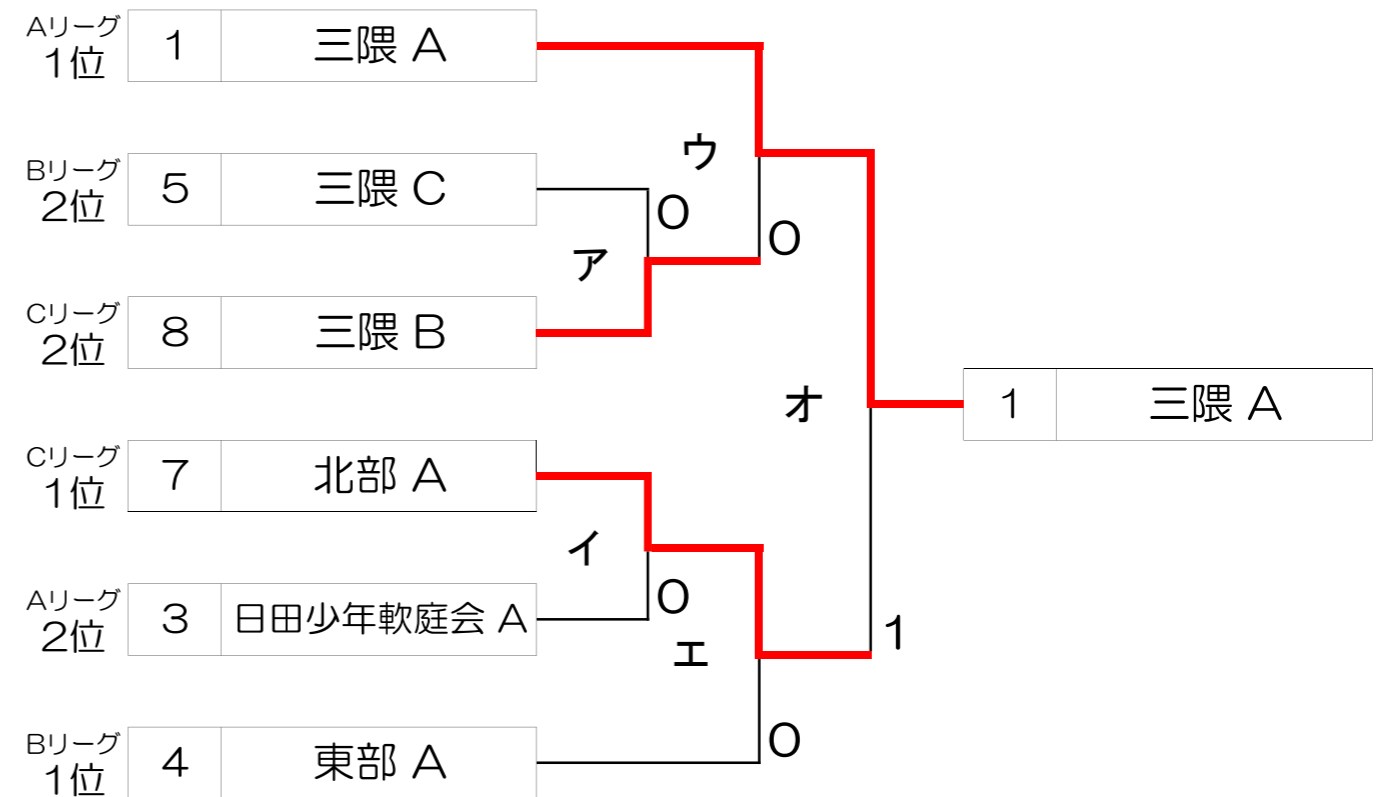 Aリーグ
1位
1
三隈 A
ウ
Bリーグ
2位
5
三隈 C
0
0
ア
Cリーグ
2位
8
三隈 B
オ
1
三隈 A
Cリーグ
1位
7
北部 A
イ
Aリーグ
2位
3
日田少年軟庭会 A
0
エ
1
Bリーグ
1位
4
東部 A
0